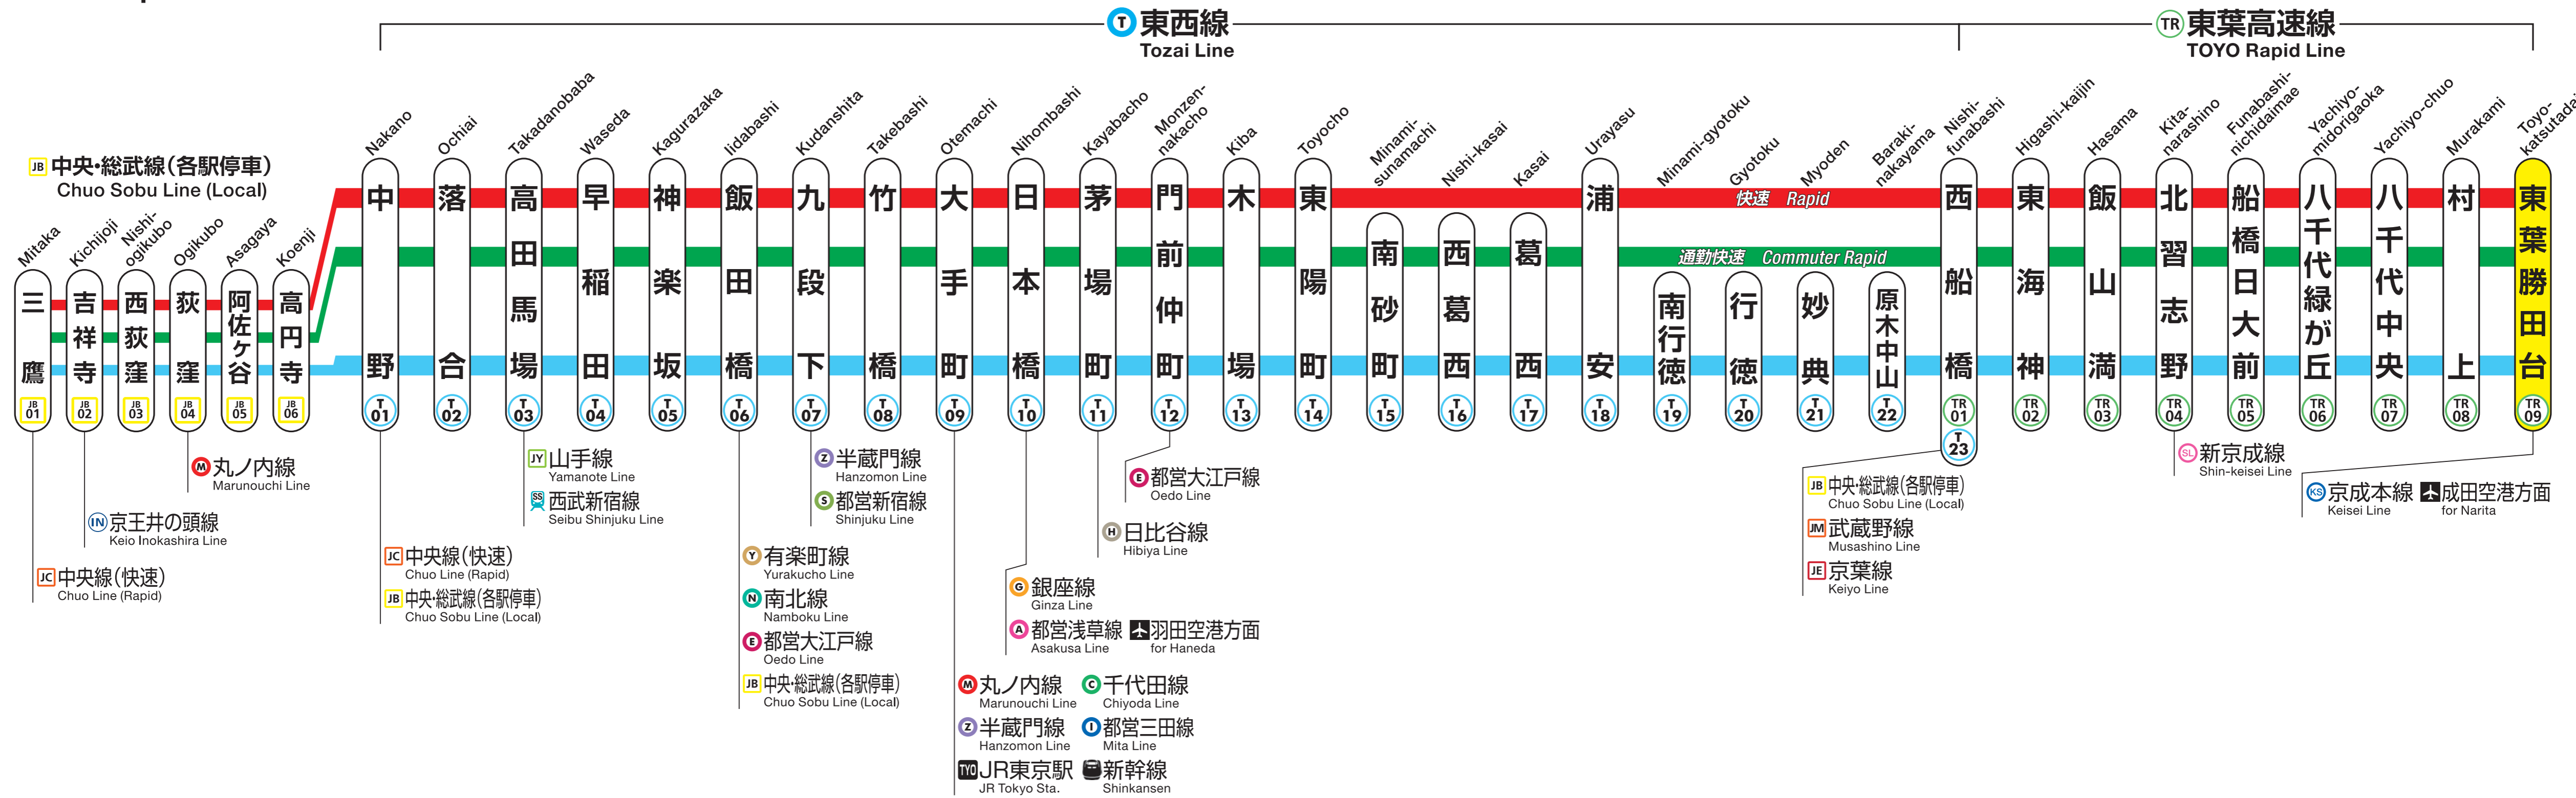 T 東西線
Tozai Line
TR 東葉高速線
TOYO Rapid Line
JB 中央・総武線(各駅停車)
Chuo Sobu Line (Local)
Mitaka
Kichijoji
Nishi-
ogikubo
Ogikubo
Asagaya
Koenji
Nakano
Ochiai
Takadanobaba
Waseda
Kagurazaka
Iidabashi
Kudanshita
Takebashi
Otemachi
Nihombashi
Kayabacho
Monzen-
nakacho
Kiba
Toyocho
Minami-
sunamachi
Nishi-kasai
Kasai
Urayasu
Minami-gyotoku
Gyotoku
Myoden
Baraki-
nakayama
Nishi-
funabashi
Higashi-kaijin
Hasama
Kita-
narashino
Funabashi-
nichidaimae
Yachiyo-
midorigaoka
Yachiyo-chuo
Murakami
Toyo-
katsutadai
快速 Rapid
通勤快速 Commuter Rapid
三鷹
JB 01
吉祥寺
JB 02
西荻窪
JB 03
荻窪
JB 04
阿佐ヶ谷
JB 05
高円寺
JB 06
中野
T 01
落合
T 02
高田馬場
T 03
早稲田
T 04
神楽坂
T 05
飯田橋
T 06
九段下
T 07
竹橋
T 08
大手町
T 09
日本橋
T 10
茅場町
T 11
門前仲町
T 12
木場
T 13
東陽町
T 14
南砂町
T 15
西葛西
T 16
葛西
T 17
浦安
T 18
南行徳
T 19
行徳
T 20
妙典
T 21
原木中山
T 22
西船橋
TR 01
T 23
東海神
TR 02
飯山満
TR 03
北習志野
TR 04
船橋日大前
TR 05
八千代緑が丘
TR 06
八千代中央
TR 07
村上
TR 08
東葉勝田台
TR 09
JC 中央線(快速)
Chuo Line (Rapid)
IN 京王井の頭線
Keio Inokashira Line
M 丸ノ内線
Marunouchi Line
JC 中央線(快速)
Chuo Line (Rapid)
JB 中央・総武線(各駅停車)
Chuo Sobu Line (Local)
JY 山手線
Yamanote Line
SS 西武新宿線
Seibu Shinjuku Line
Y 有楽町線
Yurakucho Line
N 南北線
Namboku Line
E 都営大江戸線
Oedo Line
JB 中央・総武線(各駅停車)
Chuo Sobu Line (Local)
Z 半蔵門線
Hanzomon Line
S 都営新宿線
Shinjuku Line
M 丸ノ内線 C 千代田線
Marunouchi Line Chiyoda Line
Z 半蔵門線 I 都営三田線
Hanzomon Line Mita Line
TYO JR東京駅 新幹線
JR Tokyo Sta. Shinkansen
G 銀座線
Ginza Line
A 都営浅草線 羽田空港方面
Asakusa Line for Haneda
H 日比谷線
Hibiya Line
E 都営大江戸線
Oedo Line
JB 中央・総武線(各駅停車)
Chuo Sobu Line (Local)
JM 武蔵野線
Musashino Line
JE 京葉線
Keiyo Line
SL 新京成線
Shin-keisei Line
KS 京成本線 成田空港方面
Keisei Line for Narita